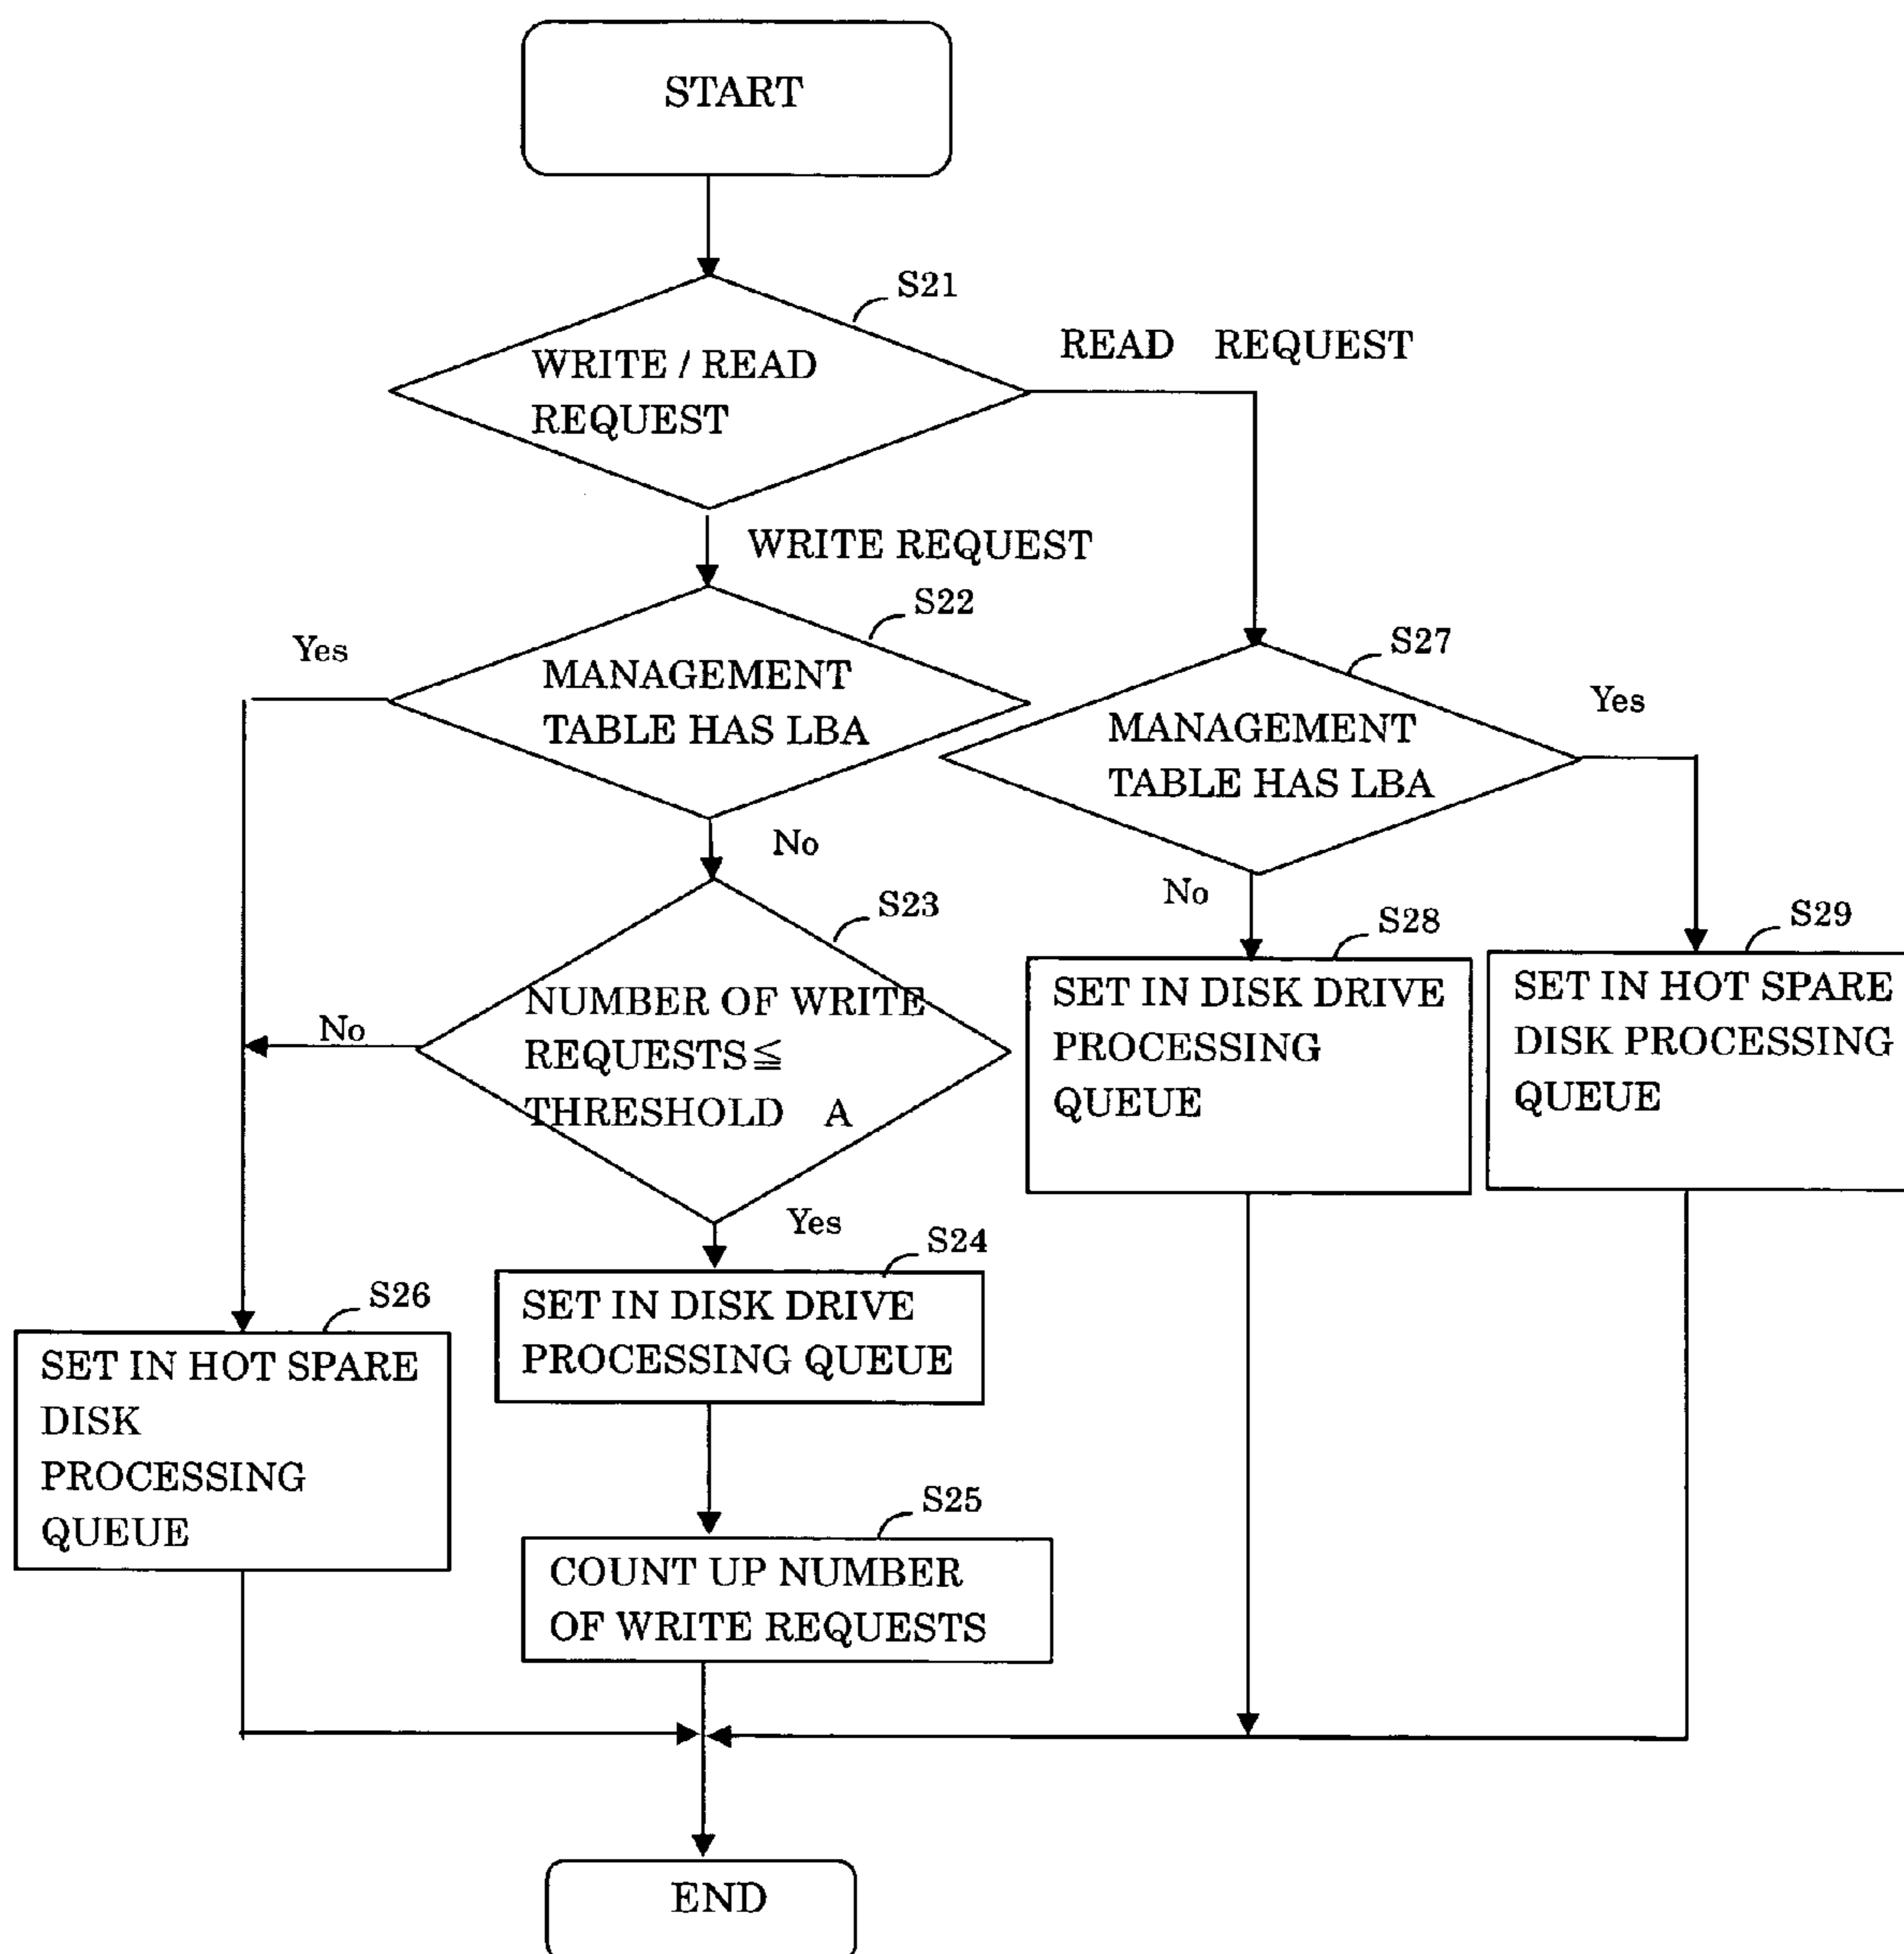 START
S21
WRITE / READ
REQUEST
READ REQUEST
WRITE REQUEST
S22
Yes
MANAGEMENT
TABLE HAS LBA
S27
Yes
MANAGEMENT
TABLE HAS LBA
No
No
S23
No
NUMBER OF WRITE
REQUESTS≦
THRESHOLD A
Yes
S28
SET IN DISK DRIVE
PROCESSING
QUEUE
S29
SET IN HOT SPARE
DISK PROCESSING
QUEUE
S24
SET IN DISK DRIVE
PROCESSING QUEUE
S26
SET IN HOT SPARE
DISK
PROCESSING
QUEUE
S25
COUNT UP NUMBER
OF WRITE REQUESTS
END